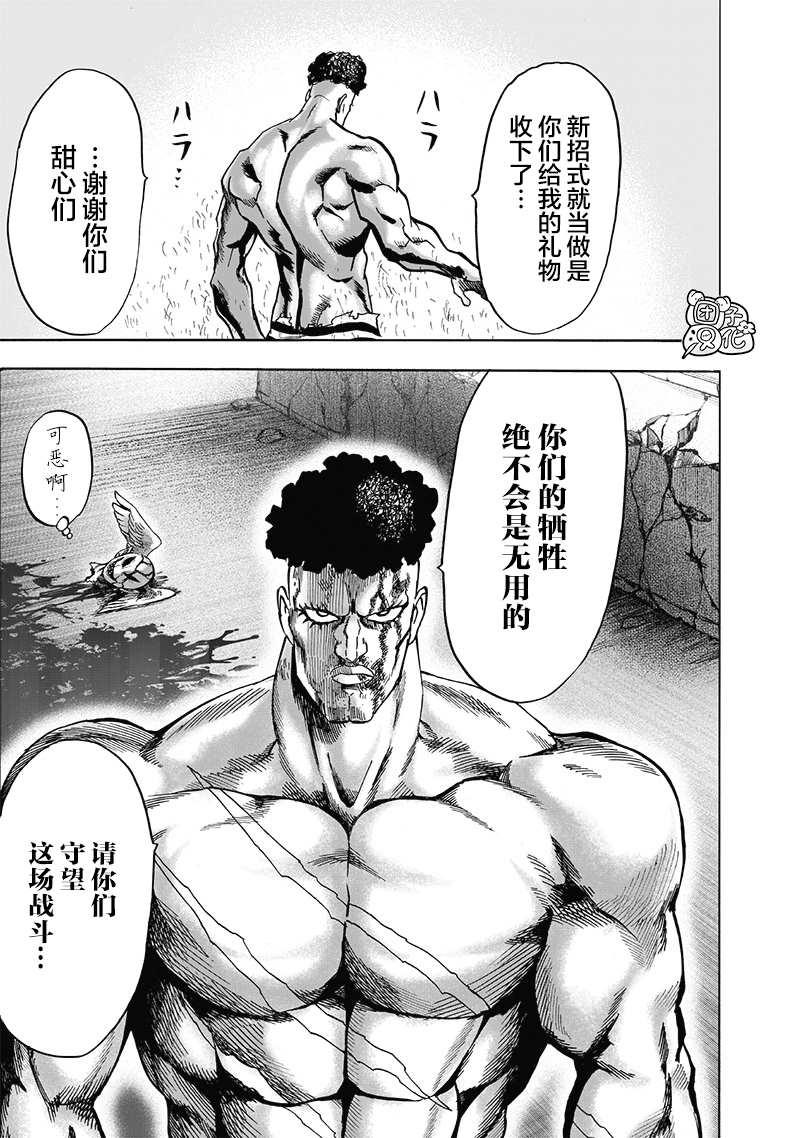 新招式就当做是
你们给我的礼物
收下了…
ハラ
ハラ
…谢谢你们
甜心们
团子
只化
你们的牺牲
绝不会是无用的
可恶啊…
请你们
守望
这场战斗…